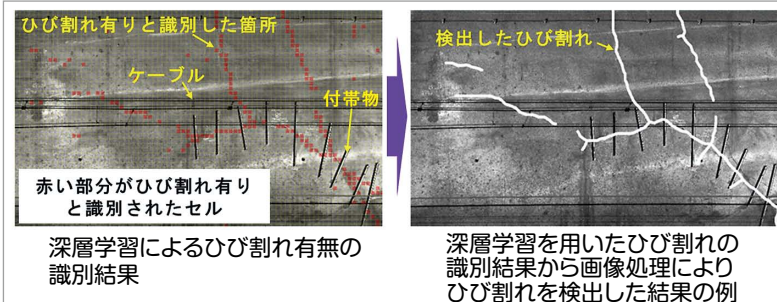 ひび割れ有りと識別した箇所
ケーブル
付帯物
赤い部分がひび割れ有り
と識別されたセル
深層学習によるひび割れ有無の
識別結果
検出したひび割れ
深層学習を用いたひび割れの
識別結果から画像処理により
ひび割れを検出した結果の例